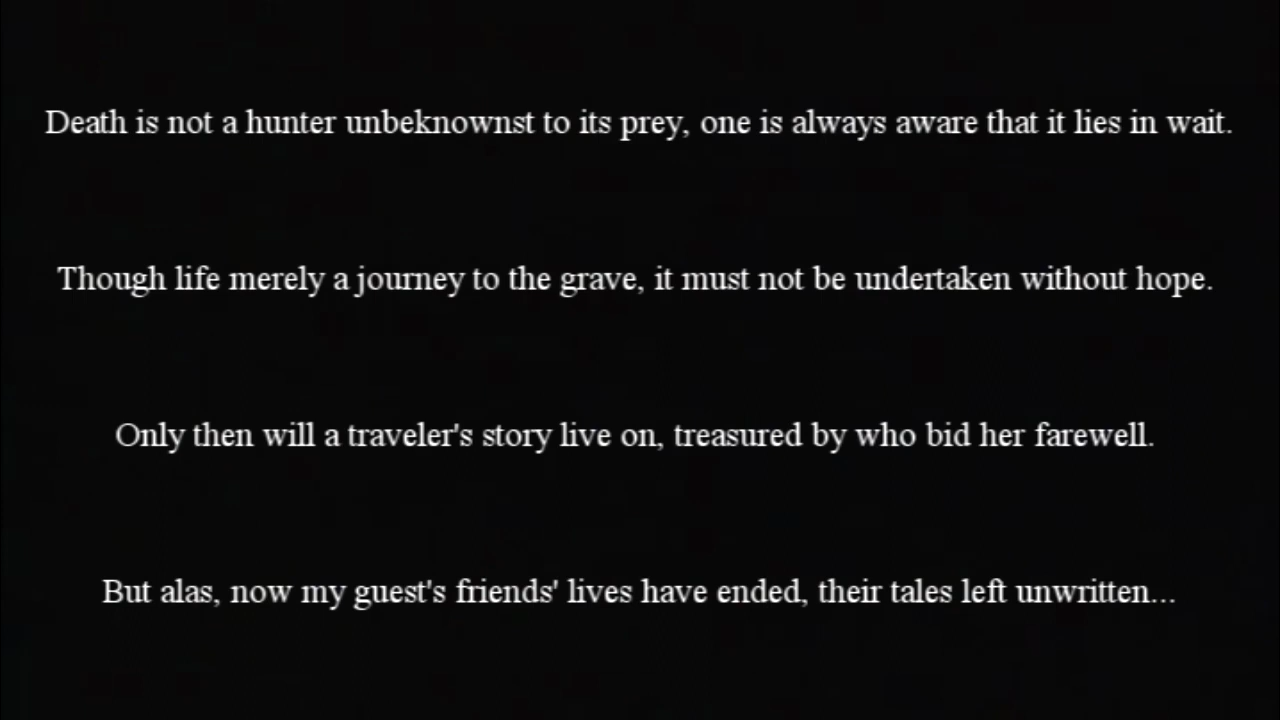 Death is not a hunter unbeknownst to its prey, one is always aware that it lies in wait.
Though life merely a journey to the grave, it must not be undertaken without hope.
Only then will a traveler's story live on, treasured by who bid her farewell.
But alas, now my guest's friends' lives have ended, their tales left unwritten...